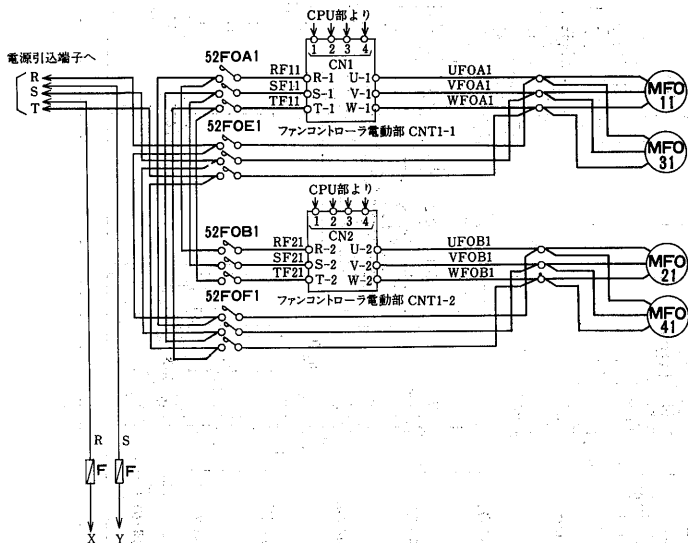 CPU部より
1 2 3 4
CN1
電源引込端子へ
R
S
T
52FOA1
RF11
SF11
TF11
R-1 U-1
S-1 V-1
T-1 W-1
UFOA1
VFOA1
WFOA1
MFO
11
ファンコントローラ電動部 CNT1-1
52FOE1
MFO
31
CPU部より
1 2 3 4
CN2
52FOB1
RF21
SF21
TF21
R-2 U-2
S-2 V-2
T-2 W-2
UFOB1
VFOB1
WFOB1
MFO
21
ファンコントローラ電動部 CNT1-2
52FOF1
MFO
41
R S
F F
X Y